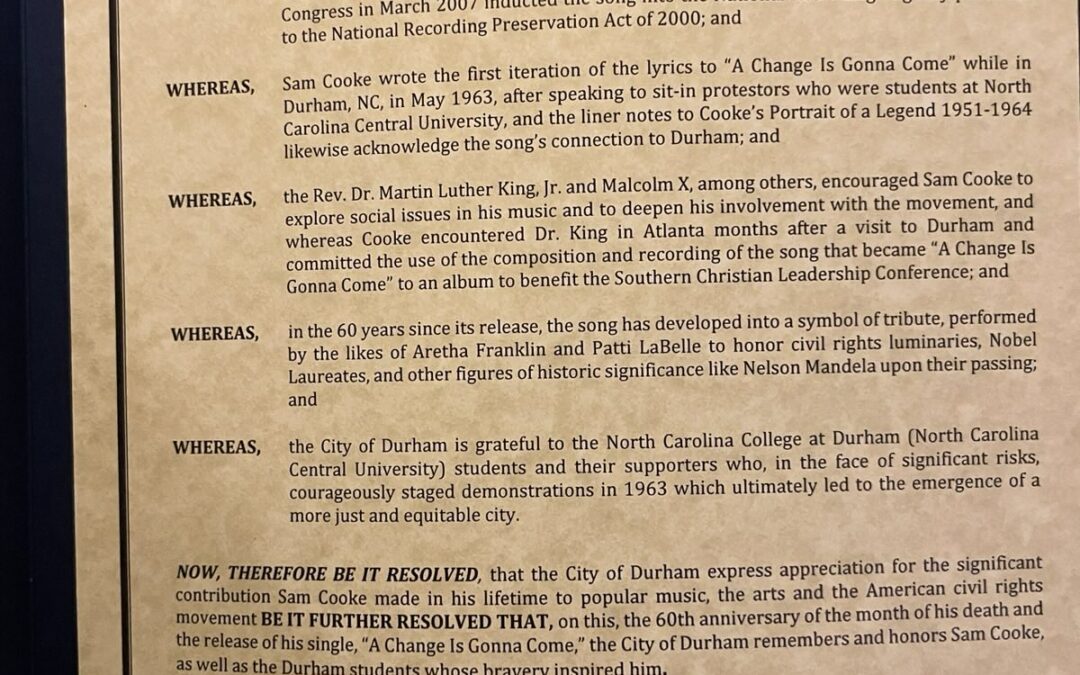 Congress in March 2007 inducted the song into the
to the National Recording Preservation Act of 2000; and
WHEREAS, Sam Cooke wrote the first iteration of the lyrics to “A Change Is Gonna Come” while in
Durham, NC, in May 1963, after speaking to sit-in protestors who were students at North
Carolina Central University, and the liner notes to Cooke’s Portrait of a Legend 1951-1964
likewise acknowledge the song’s connection to Durham; and
WHEREAS, the Rev. Dr. Martin Luther King, Jr. and Malcolm X, among others, encouraged Sam Cooke to
explore social issues in his music and to deepen his involvement with the movement, and
whereas Cooke encountered Dr. King in Atlanta months after a visit to Durham and
committed the use of the composition and recording of the song that became “A Change Is
Gonna Come” to an album to benefit the Southern Christian Leadership Conference; and
WHEREAS, in the 60 years since its release, the song has developed into a symbol of tribute, performed
by the likes of Aretha Franklin and Patti LaBelle to honor civil rights luminaries, Nobel
Laureates, and other figures of historic significance like Nelson Mandela upon their passing;
and
WHEREAS, the City of Durham is grateful to the North Carolina College at Durham (North Carolina
Central University) students and their supporters who, in the face of significant risks,
courageously staged demonstrations in 1963 which ultimately led to the emergence of a
more just and equitable city.
NOW, THEREFORE BE IT RESOLVED, that the City of Durham express appreciation for the significant
contribution Sam Cooke made in his lifetime to popular music, the arts and the American civil rights
movement BE IT FURTHER RESOLVED THAT, on this, the 60th anniversary of the month of his death and
the release of his single, “A Change Is Gonna Come,” the City of Durham remembers and honors Sam Cooke,
as well as the Durham students whose bravery inspired him.